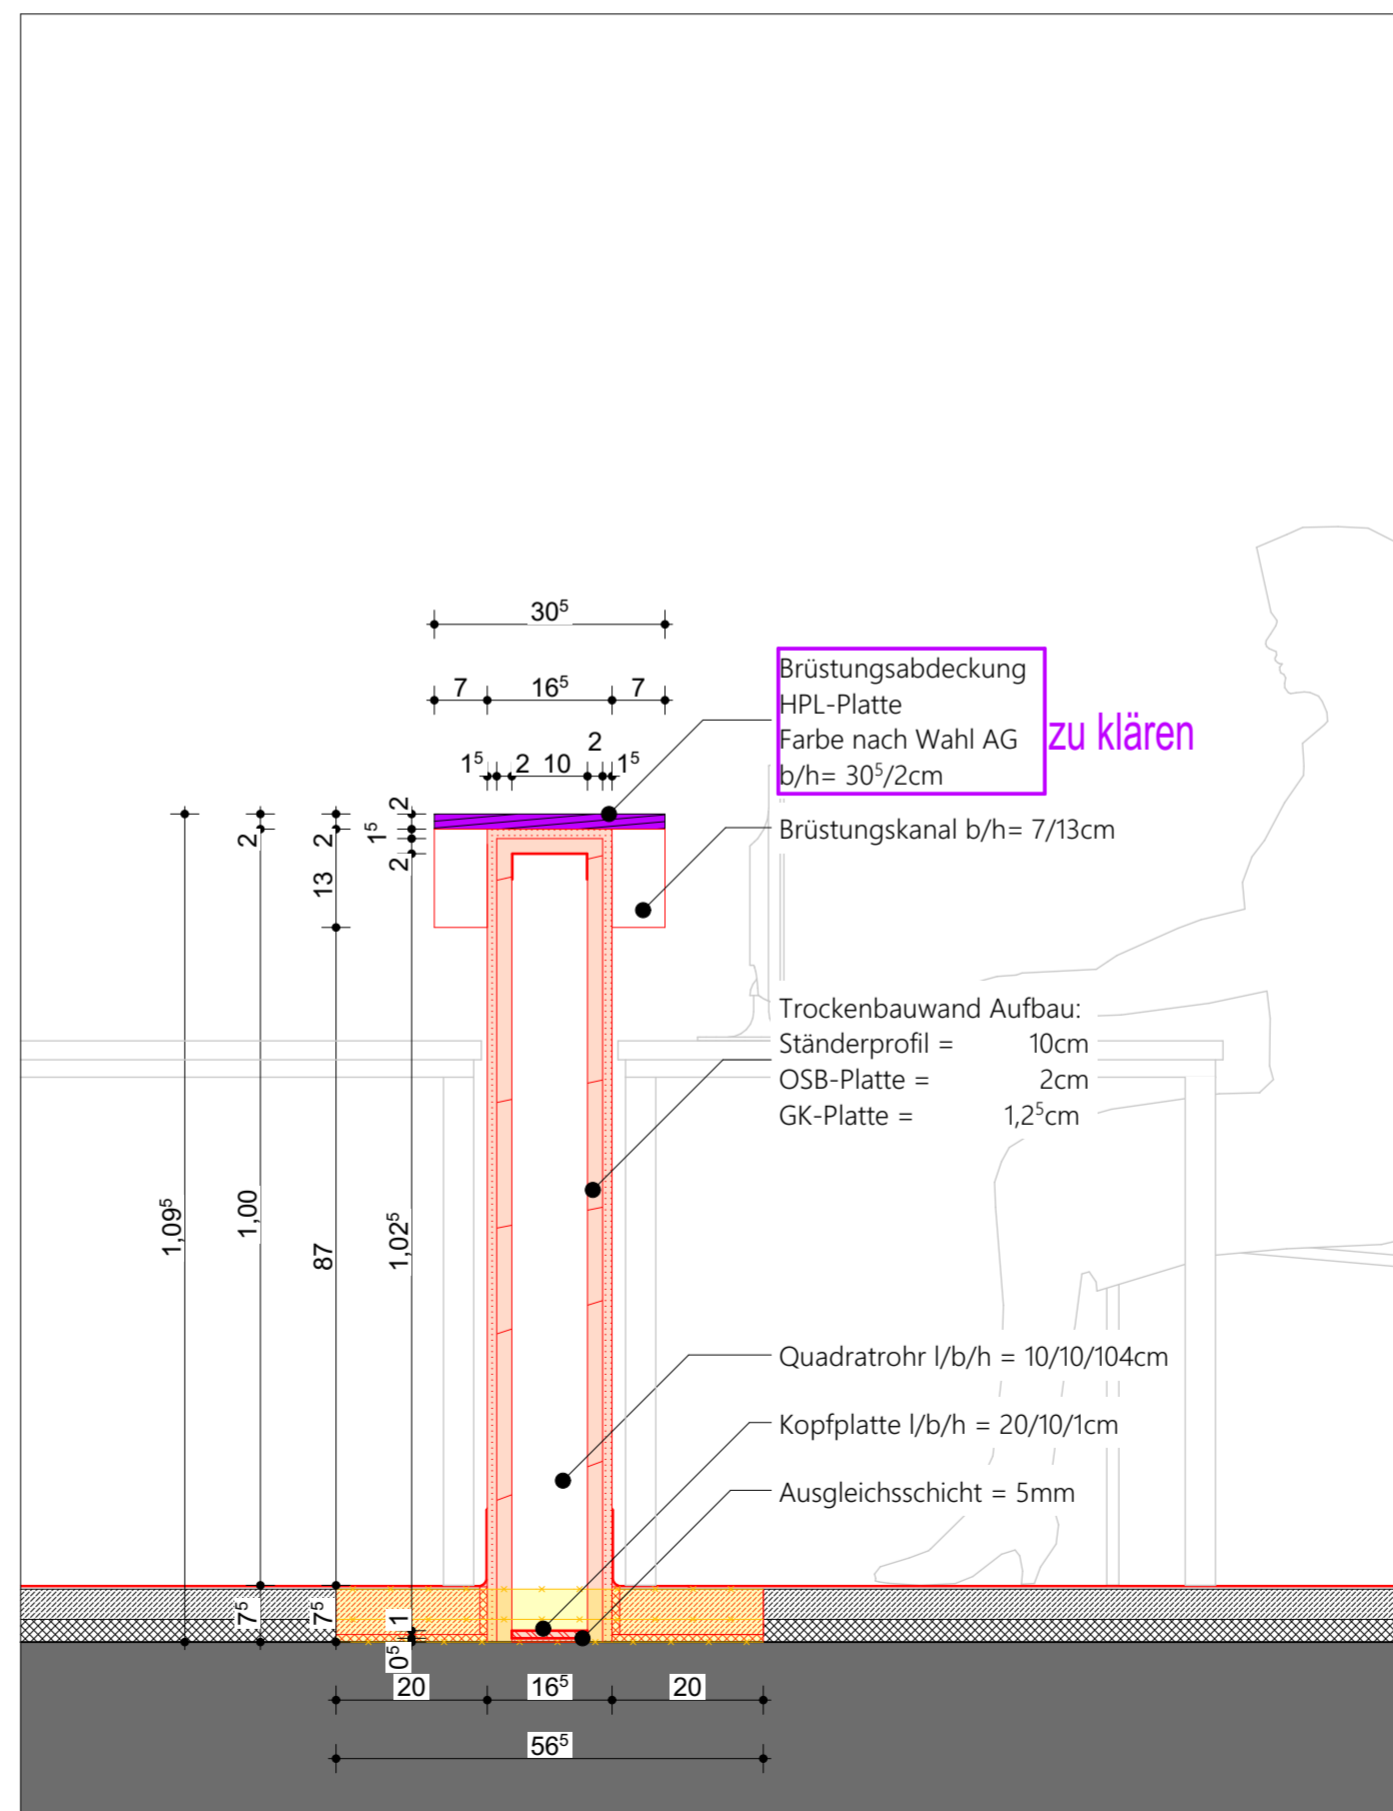 30⁵
7 16⁵ 7
1⁵ 2 10 2 1⁵
Brüstungsabdeckung
HPL-Platte
Farbe nach Wahl AG
b/h= 30⁵/2cm
zu klären
Brüstungskanal b/h= 7/13cm
2 2 2 1⁵ 2
13
Trockenbauwand Aufbau:
Ständerprofil = 10cm
OSB-Platte = 2cm
GK-Platte = 1,2⁵cm
1,09⁵ 1,00 87 1,02⁵
Quadratrohr l/b/h = 10/10/104cm
Kopfplatte l/b/h = 20/10/1cm
Ausgleichsschicht = 5mm
7⁵ 7⁵ 1
0⁵
20 16⁵ 20
56⁵